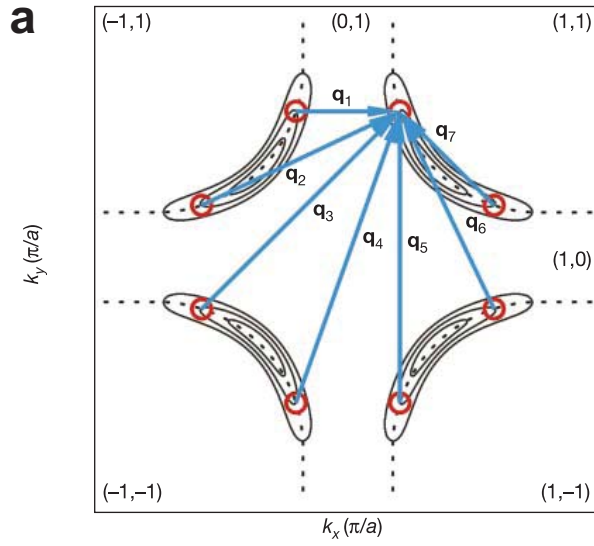 a
(−1,1) (0,1) (1,1)
q1
q7
q2
q3
q4 q5 q6
(1,0)
ky (π/a)
(−1,−1) (1,−1)
kx (π/a)